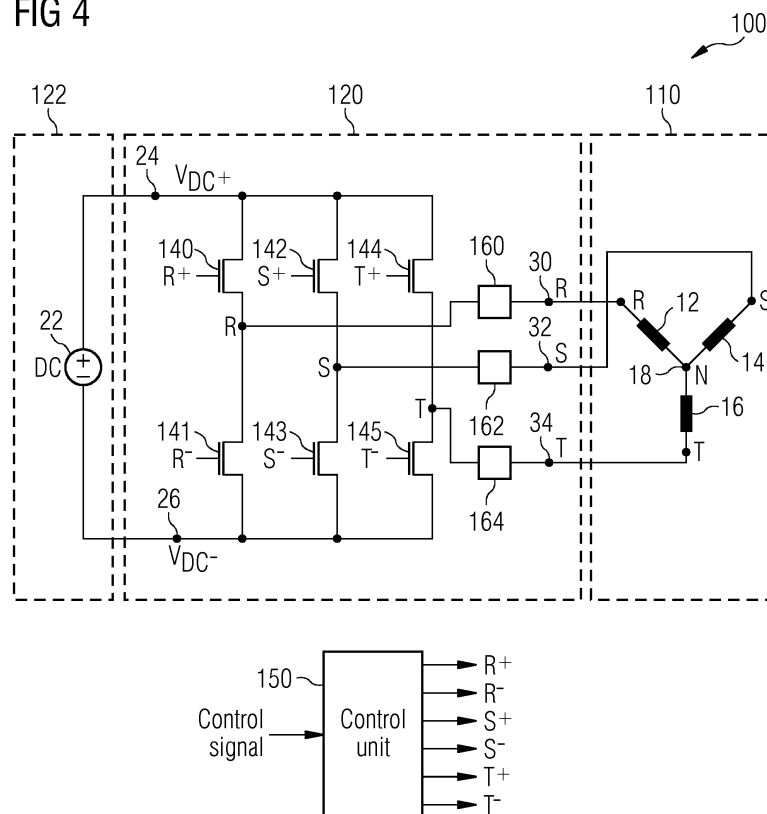 FIG 4
100
122
120
110
24
VDC+
140
142
144
160
30
R
R+
S+
T+
R
12
S
22
R
32
DC
S
S
18
N
14
162
16
T
141
143
145
34
T
T
R-
S-
T-
26
164
VDC-
150
R+
R-
Control
signal
Control
unit
S+
S-
T+
T-